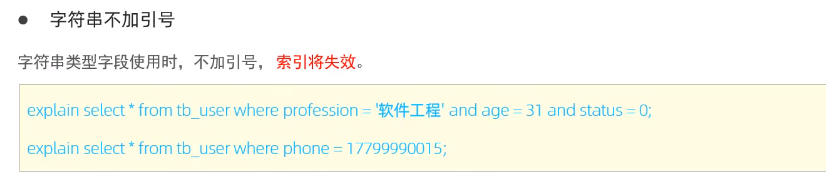 ● 字符串不加引号
字符串类型字段使用时，不加引号，索引将失效。
explain select * from tb_user where profession = '软件工程' and age = 31 and status = 0;
explain select * from tb_user where phone = 17799990015;